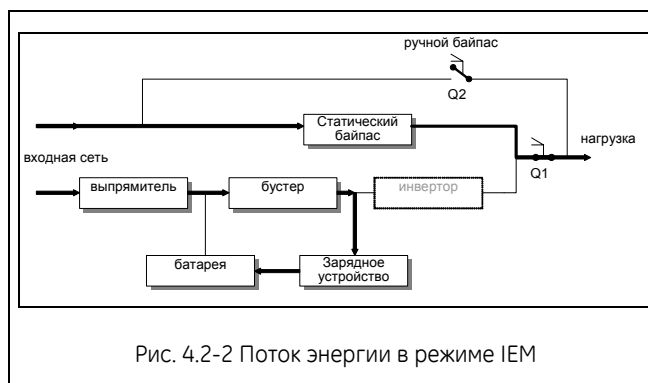 ручной байпас
Q2
Статический
байпас
нагрузка
входная сеть
Q1
выпрямитель
бустер
инвертор
батарея
Зарядное
устройство
Рис. 4.2-2 Поток энергии в режиме IEM